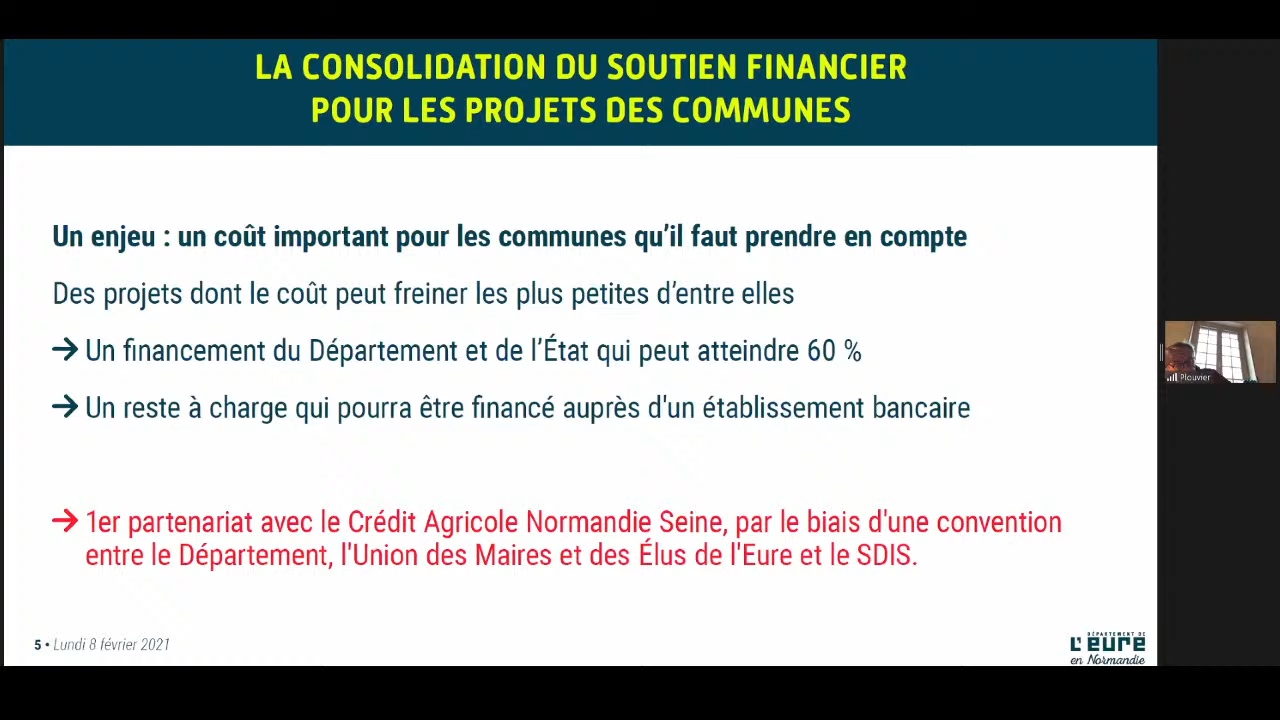 LA CONSOLIDATION DU SOUTIEN FINANCIER
POUR LES PROJETS DES COMMUNES
Un enjeu : un coût important pour les communes qu’il faut prendre en compte
Des projets dont le coût peut freiner les plus petites d’entre elles
→ Un financement du Département et de l’État qui peut atteindre 60 %
→ Un reste à charge qui pourra être financé auprès d'un établissement bancaire
→ 1er partenariat avec le Crédit Agricole Normandie Seine, par le biais d'une convention
entre le Département, l'Union des Maires et des Élus de l'Eure et le SDIS.
Plouvier
5 • Lundi 8 février 2021
DÉPARTEMENT DE
L'EURE
en Normandie